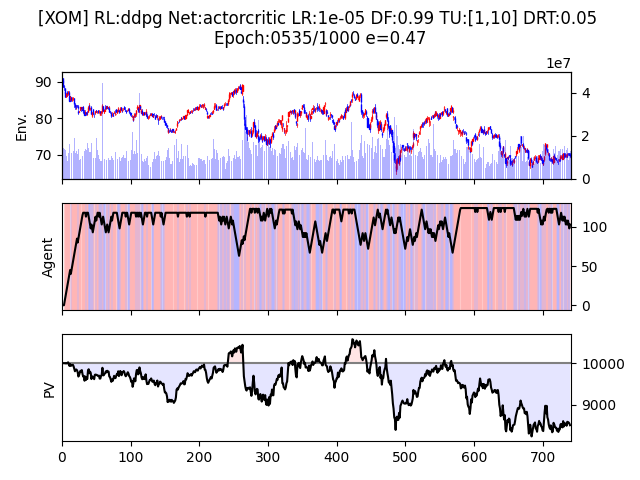 [XOM] RL:ddpg Net:actorcritic LR:1e-05 DF:0.99 TU:[1,10] DRT:0.05
Epoch:0535/1000 e=0.47
1e7
90
80
70
Env.
4
2
0
Agent
100
50
0
PV
10000
9000
0 100 200 300 400 500 600 700